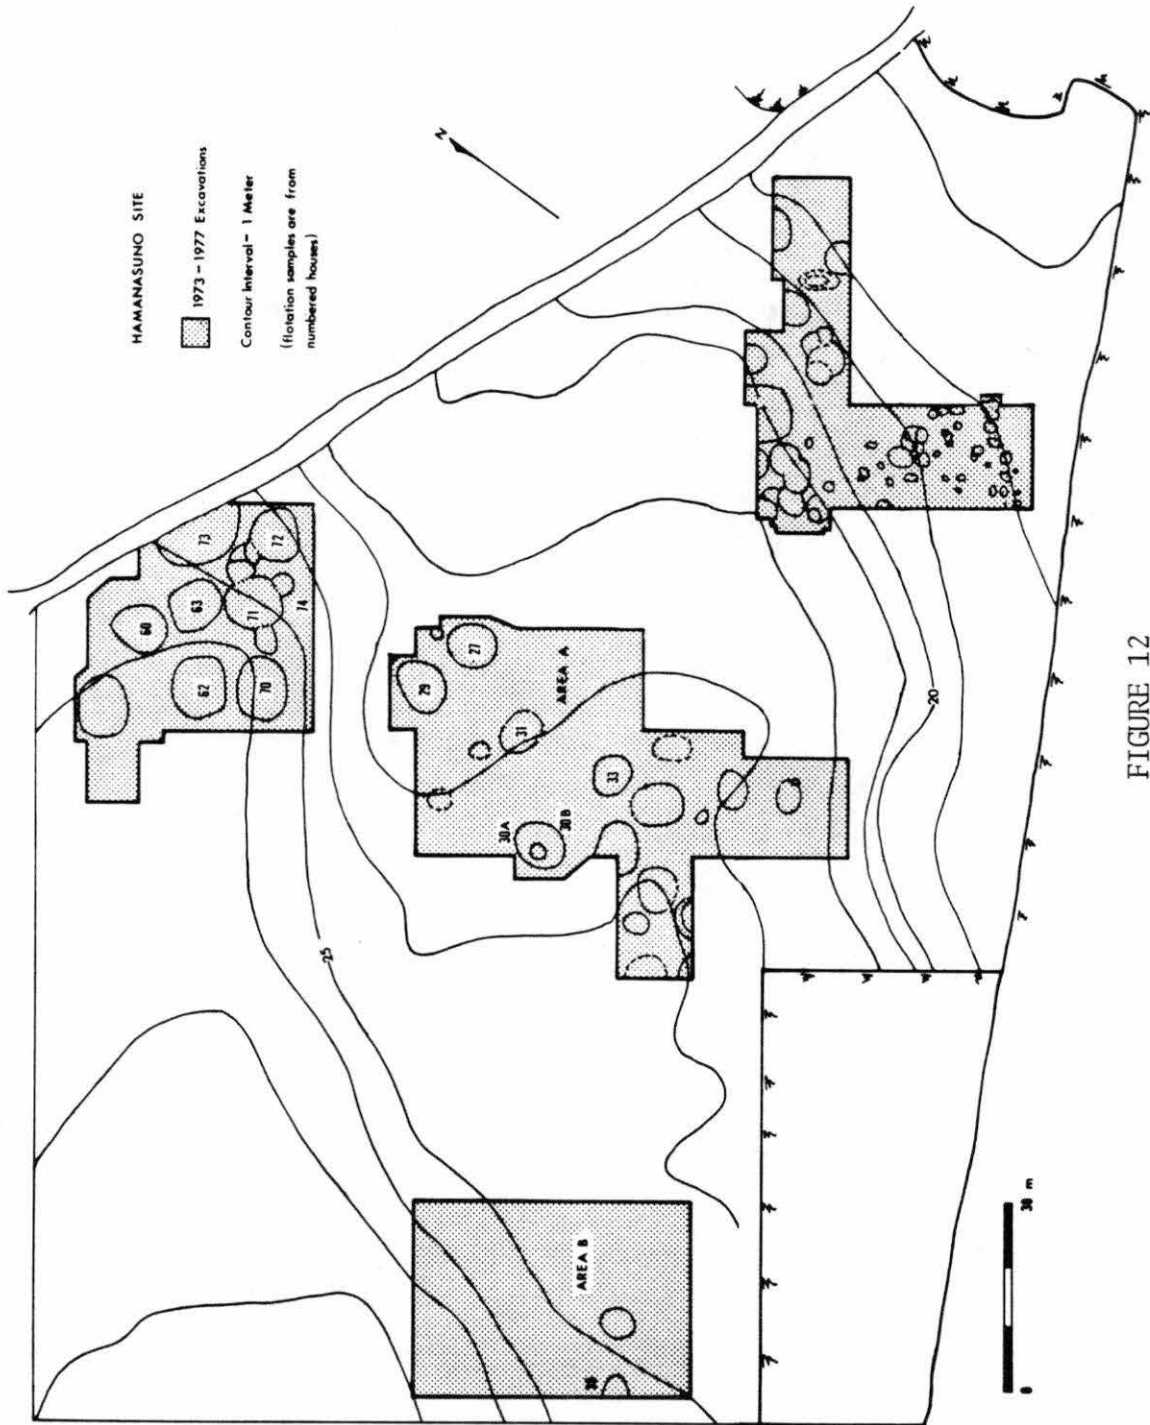 HAMANASUNO SITE
1973 - 1977 Excavations
Contour Interval - 1 Meter
(flotation samples are from
numbered houses)
N
73
72
60
63
71
74
62
70
27
29
AREA A
31
33
30A
30B
20
25
AREA B
0
30 m
FIGURE 12